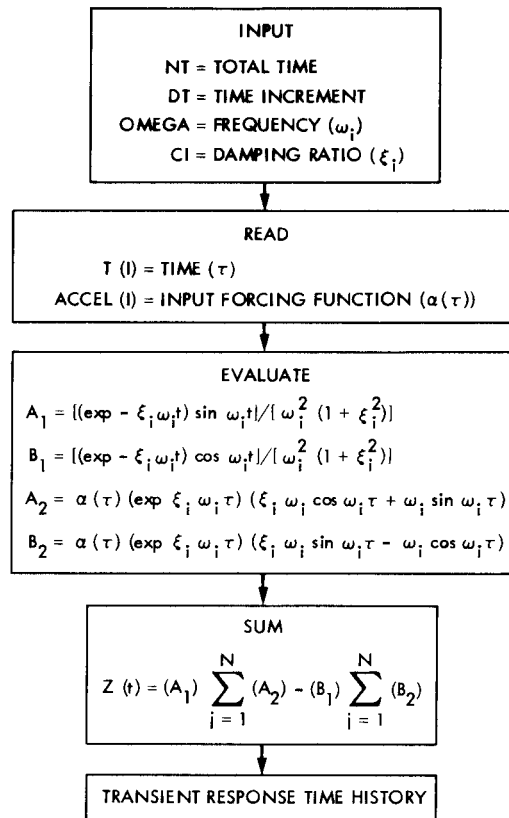 INPUT
NT = TOTAL TIME
DT = TIME INCREMENT
OMEGA = FREQUENCY (ω_i)
CI = DAMPING RATIO (ξ_i)
READ
T (I) = TIME (τ)
ACCEL (I) = INPUT FORCING FUNCTION (α(τ))
EVALUATE
A_1 = [(exp - ξ_i ω_i t) sin ω_i t]/[ω_i^2 (1 + ξ_i^2)]
B_1 = [(exp - ξ_i ω_i t) cos ω_i t]/[ω_i^2 (1 + ξ_i^2)]
A_2 = α(τ) (exp ξ_i ω_i τ) (ξ_i ω_i cos ω_i τ + ω_i sin ω_i τ)
B_2 = α(τ) (exp ξ_i ω_i τ) (ξ_i ω_i sin ω_i τ - ω_i cos ω_i τ)
SUM
Z (t) = (A_1) ∑_{i = 1}^{N} (A_2) - (B_1) ∑_{i = 1}^{N} (B_2)
TRANSIENT RESPONSE TIME HISTORY